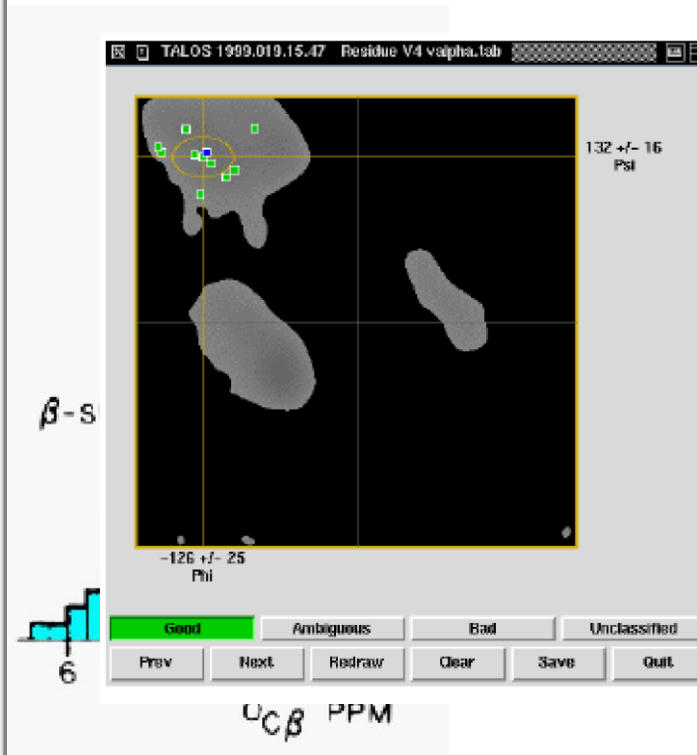 TALOS 1999.019.15.47 Residue V4 valpha.tab
132 +/- 16
Psi
β-S
-126 +/- 25
Phi
Good Ambiguous Bad Unclassified
Prev Next Redraw Clear Save Quit
6
Cβ PPM